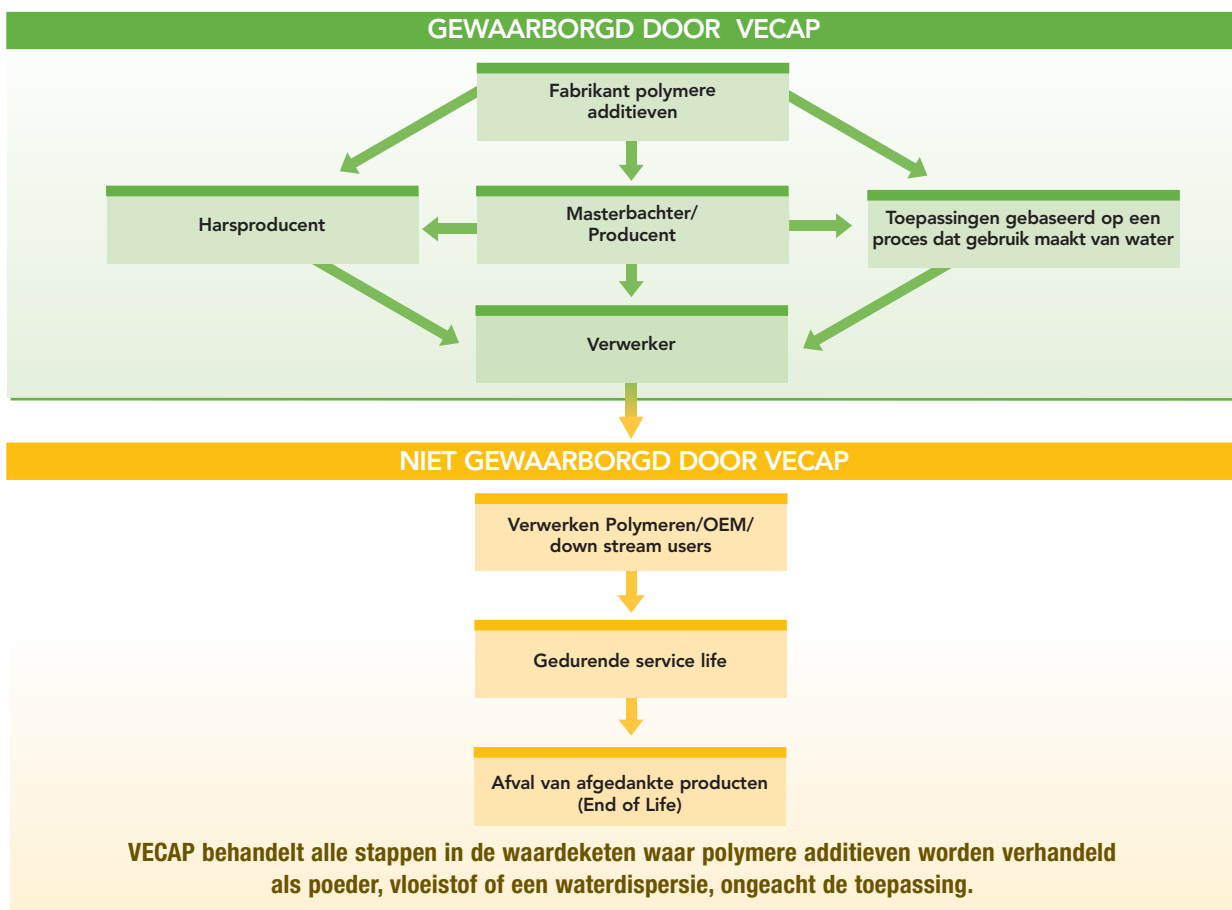 GEWAARBORGD DOOR VECAP
Fabrikant polymere
additieven
Harsproducent
Masterbachter/
Producent
Toepassingen gebaseerd op een
proces dat gebruik maakt van water
Verwerker
NIET GEWAARBORGD DOOR VECAP
Verwerken Polymeren/OEM/
down stream users
Gedurende service life
Afval van afgedankte producten
(End of Life)
VECAP behandelt alle stappen in de waardeketen waar polymere additieven worden verhandeld
als poeder, vloeistof of een waterdispersie, ongeacht de toepassing.